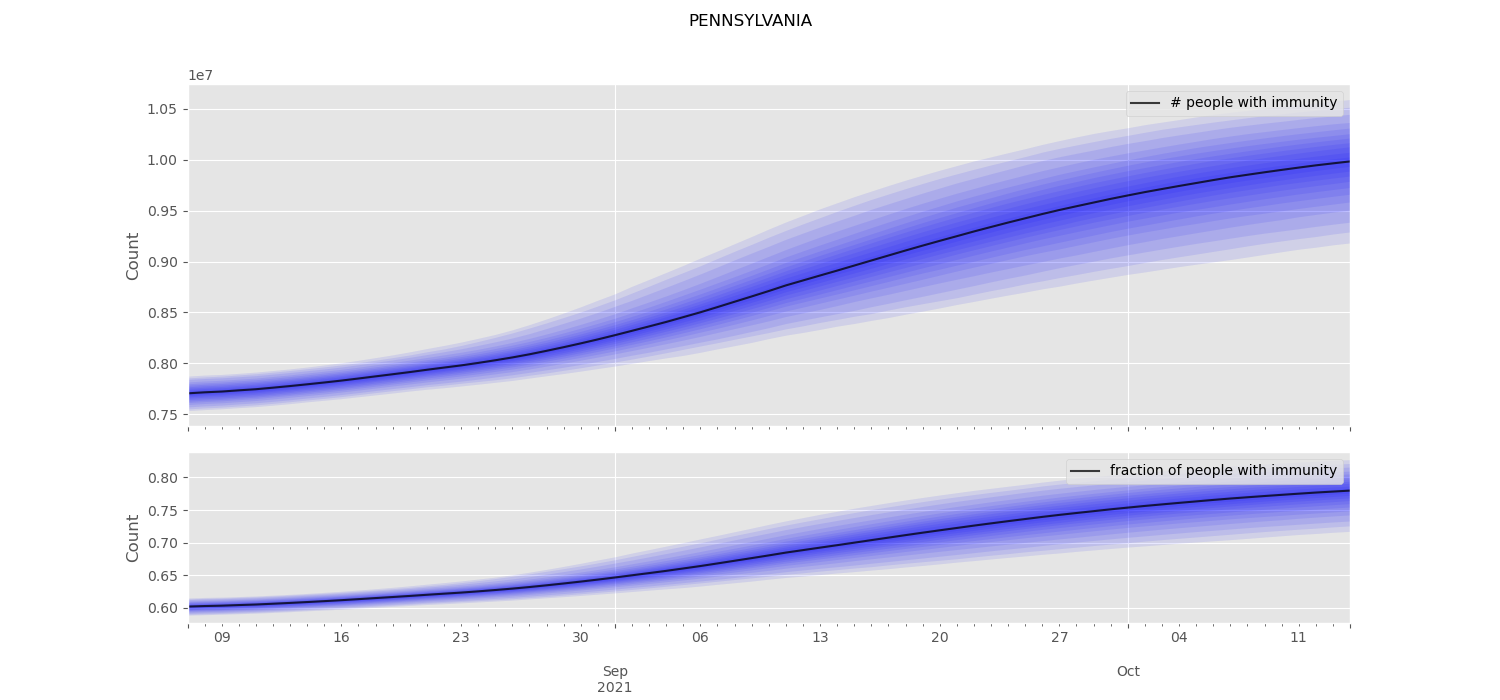 PENNSYLVANIA
1e7
1.05
1.00
0.95
0.90
0.85
0.80
0.75
Count
# people with immunity
0.80
0.75
0.70
0.65
0.60
Count
fraction of people with immunity
09 16 23 30 06 13 20 27 04 11
Sep Oct
2021